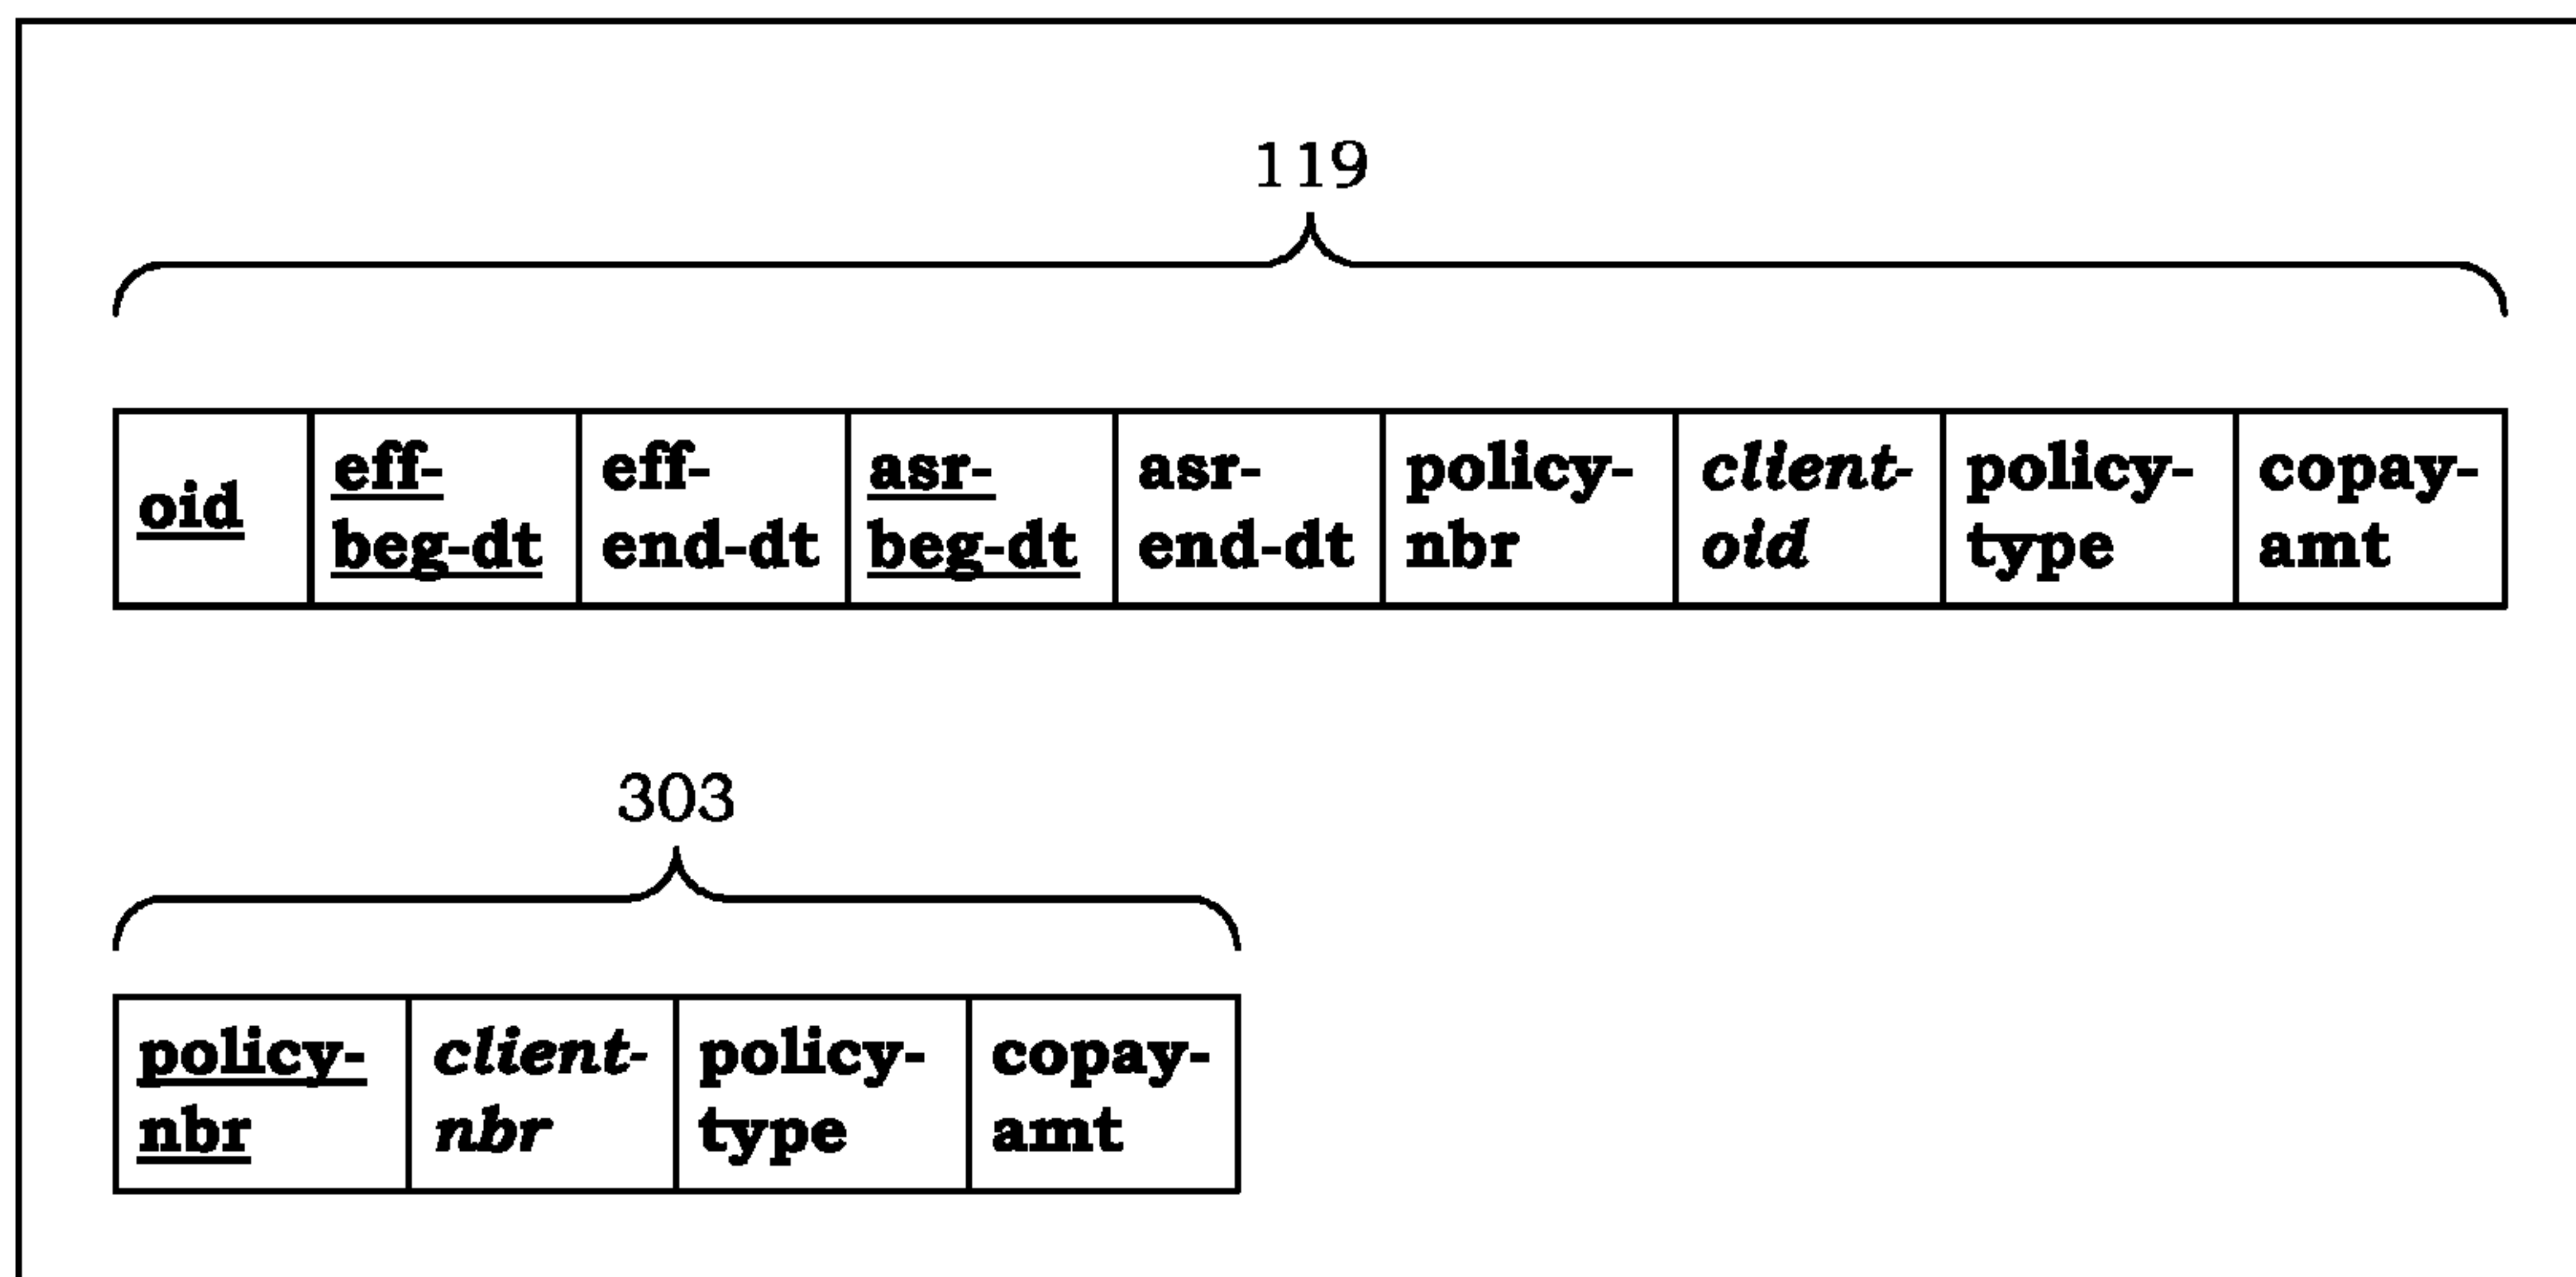 119
oid eff- eff- asr- asr- policy- client- policy- copay-
beg-dt end-dt beg-dt end-dt nbr oid type amt
303
policy- client- policy- copay-
nbr nbr type amt